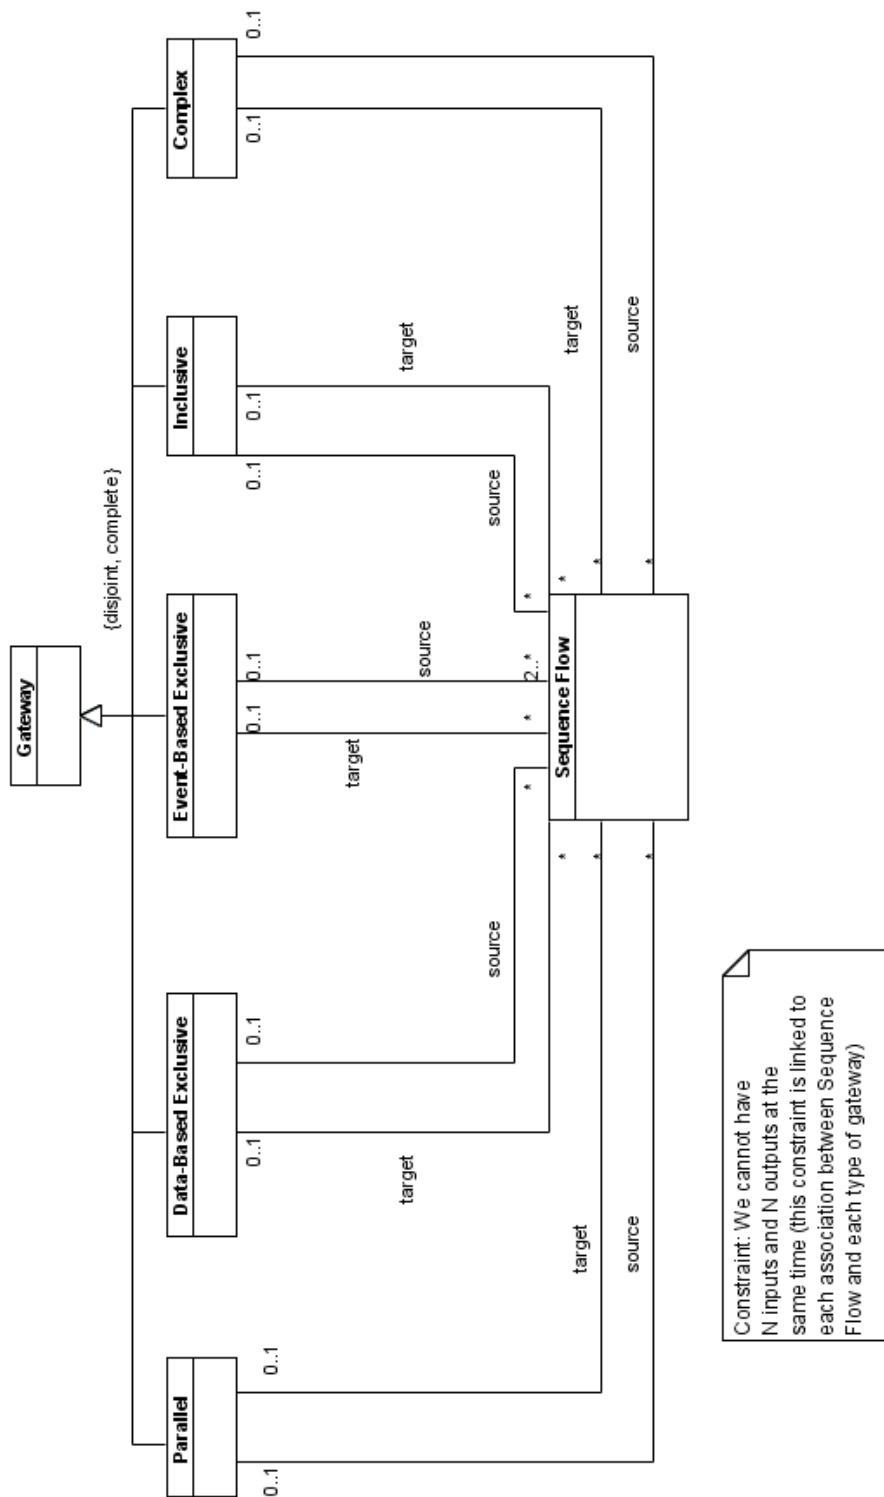 Gateway
{disjoint, complete}
Parallel
Data-Based Exclusive
Event-Based Exclusive
Inclusive
Complex
0..1
0..1
0..1
0..1
0..1
0..1
0..1
0..1
0..1
0..1
target
source
target
source
target
source
source
target
target
source
*
*
*
*
*
2..*
*
*
*
*
Sequence Flow
Constraint: We cannot have
N inputs and N outputs at the
same time (this constraint is linked to
each association between Sequence
Flow and each type of gateway)